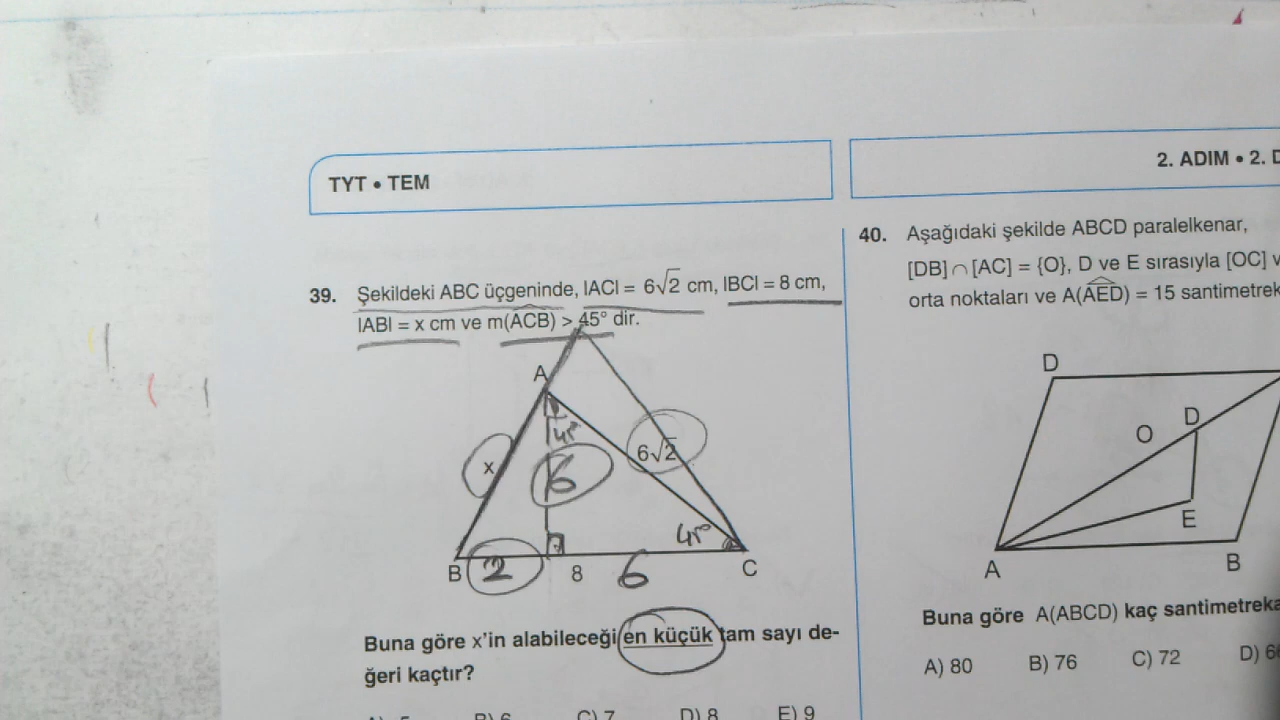 TYT • TEM
2. ADIM • 2.
39. Şekildeki ABC üçgeninde, |AC| = 6√2 cm, |BC| = 8 cm,
|AB| = x cm ve m(ACB) > 45° dir.
A
45°
x
6
6√2
45°
B
2
8
6
C
Buna göre x'in alabileceği en küçük tam sayı de-
ğeri kaçtır?
B) 6
C) 7
D) 8
E) 9
40. Aşağıdaki şekilde ABCD paralelkenar,
[DB] ∩ [AC] = {O}, D ve E sırasıyla [OC]
orta noktaları ve A(AED) = 15 santimetrek
D
O
D
E
A
B
Buna göre A(ABCD) kaç santimetreka
A) 80
B) 76
C) 72
D) 6